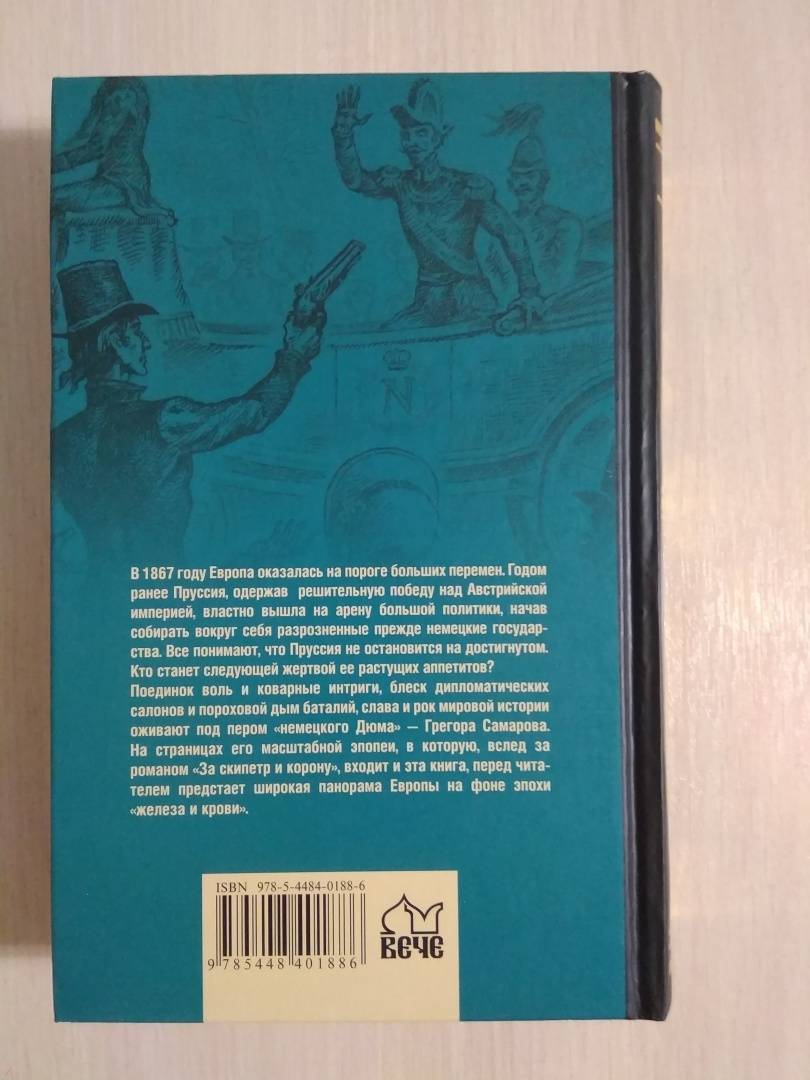 N
В 1867 году Европа оказалась на пороге больших перемен. Годом
ранее Пруссия, одержав решительную победу над Австрийской
империей, властно вышла на арену большой политики, начав
собирать вокруг себя разрозненные прежде немецкие государ-
ства. Все понимают, что Пруссия не остановится на достигнутом.
Кто станет следующей жертвой ее растущих аппетитов?
Поединок воль и коварные интриги, блеск дипломатических
салонов и пороховой дым баталий, слава и рок мировой истории
оживают под пером «немецкого Дюма» — Грегора Самарова.
На страницах его масштабной эпопеи, в которую, вслед за
романом «За скипетр и корону», входит и эта книга, перед чита-
телем предстает широкая панорама Европы на фоне эпохи
«железа и крови».
ISBN 978-5-4484-0188-6
9 785448 401886
ВЕЧЕ